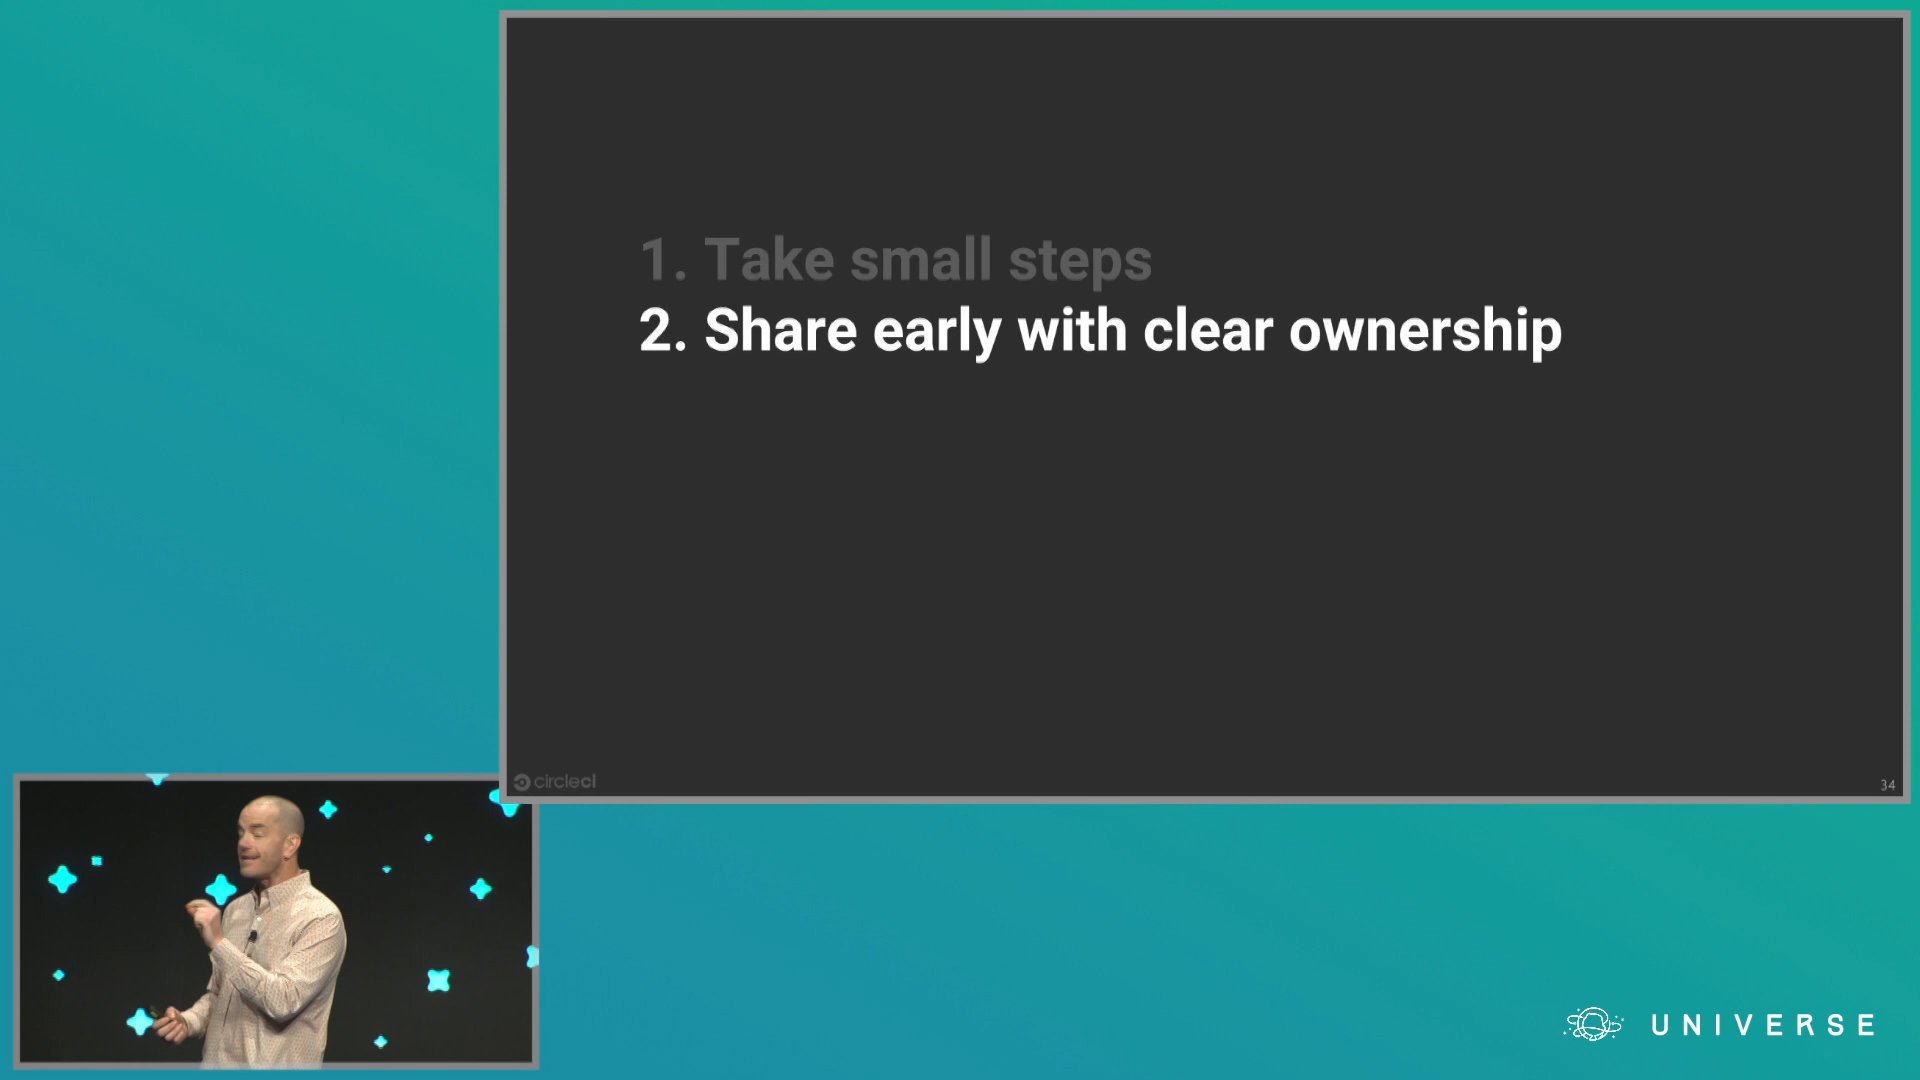 1. Take small steps
2. Share early with clear ownership
circleci
34
UNIVERSE